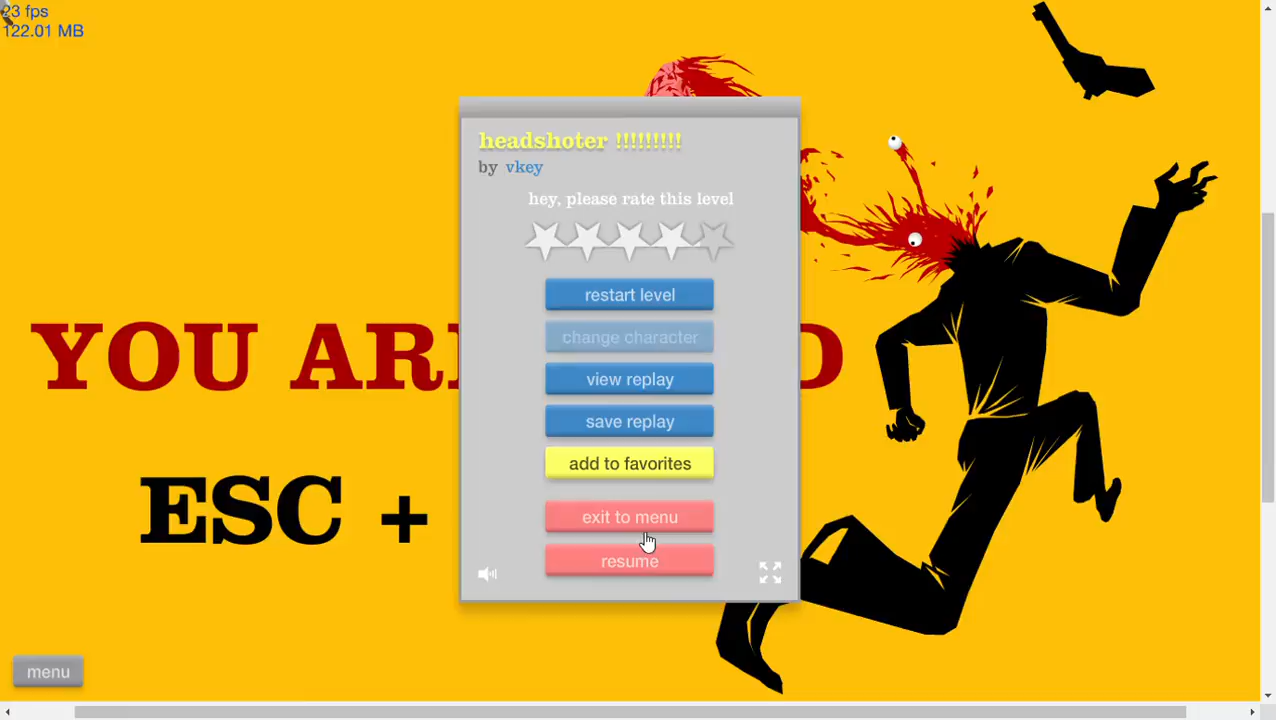 23 fps
122.01 MB
headshoter !!!!!!!!!
by vkey
hey, please rate this level
restart level
change character
view replay
save replay
add to favorites
exit to menu
resume
YOU AR
D
ESC +
menu